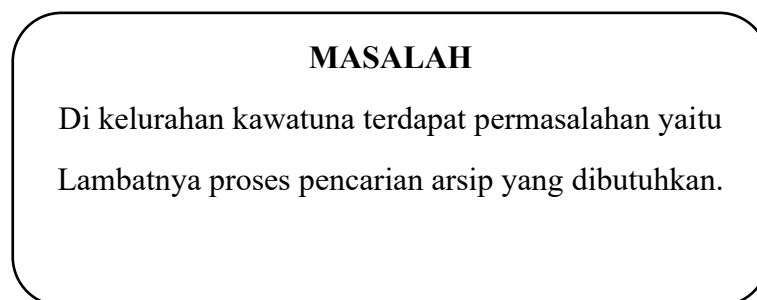 MASALAH
Di kelurahan kawatuna terdapat permasalahan yaitu
Lambatnya proses pencarian arsip yang dibutuhkan.